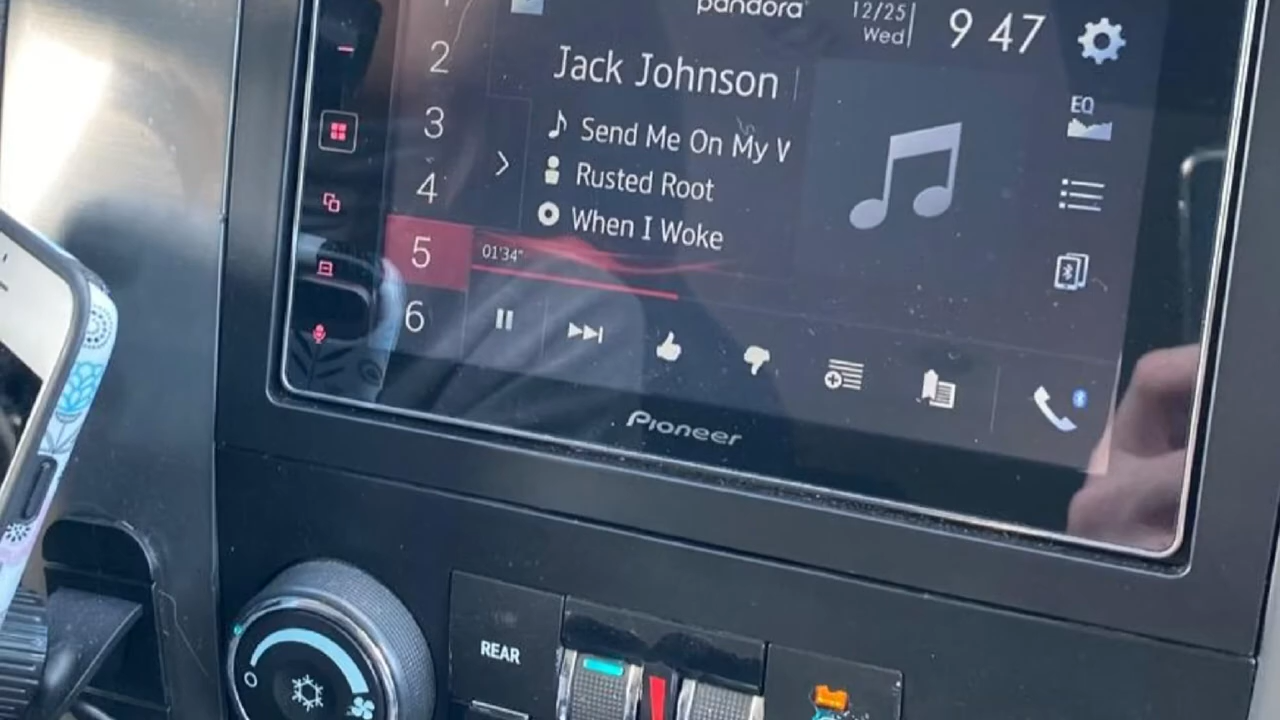 pandora
12/25
Wed
9 47
2
Jack Johnson
EQ
3
Send Me On My W
4
Rusted Root
When I Woke
5
01'34"
6
Pioneer
REAR